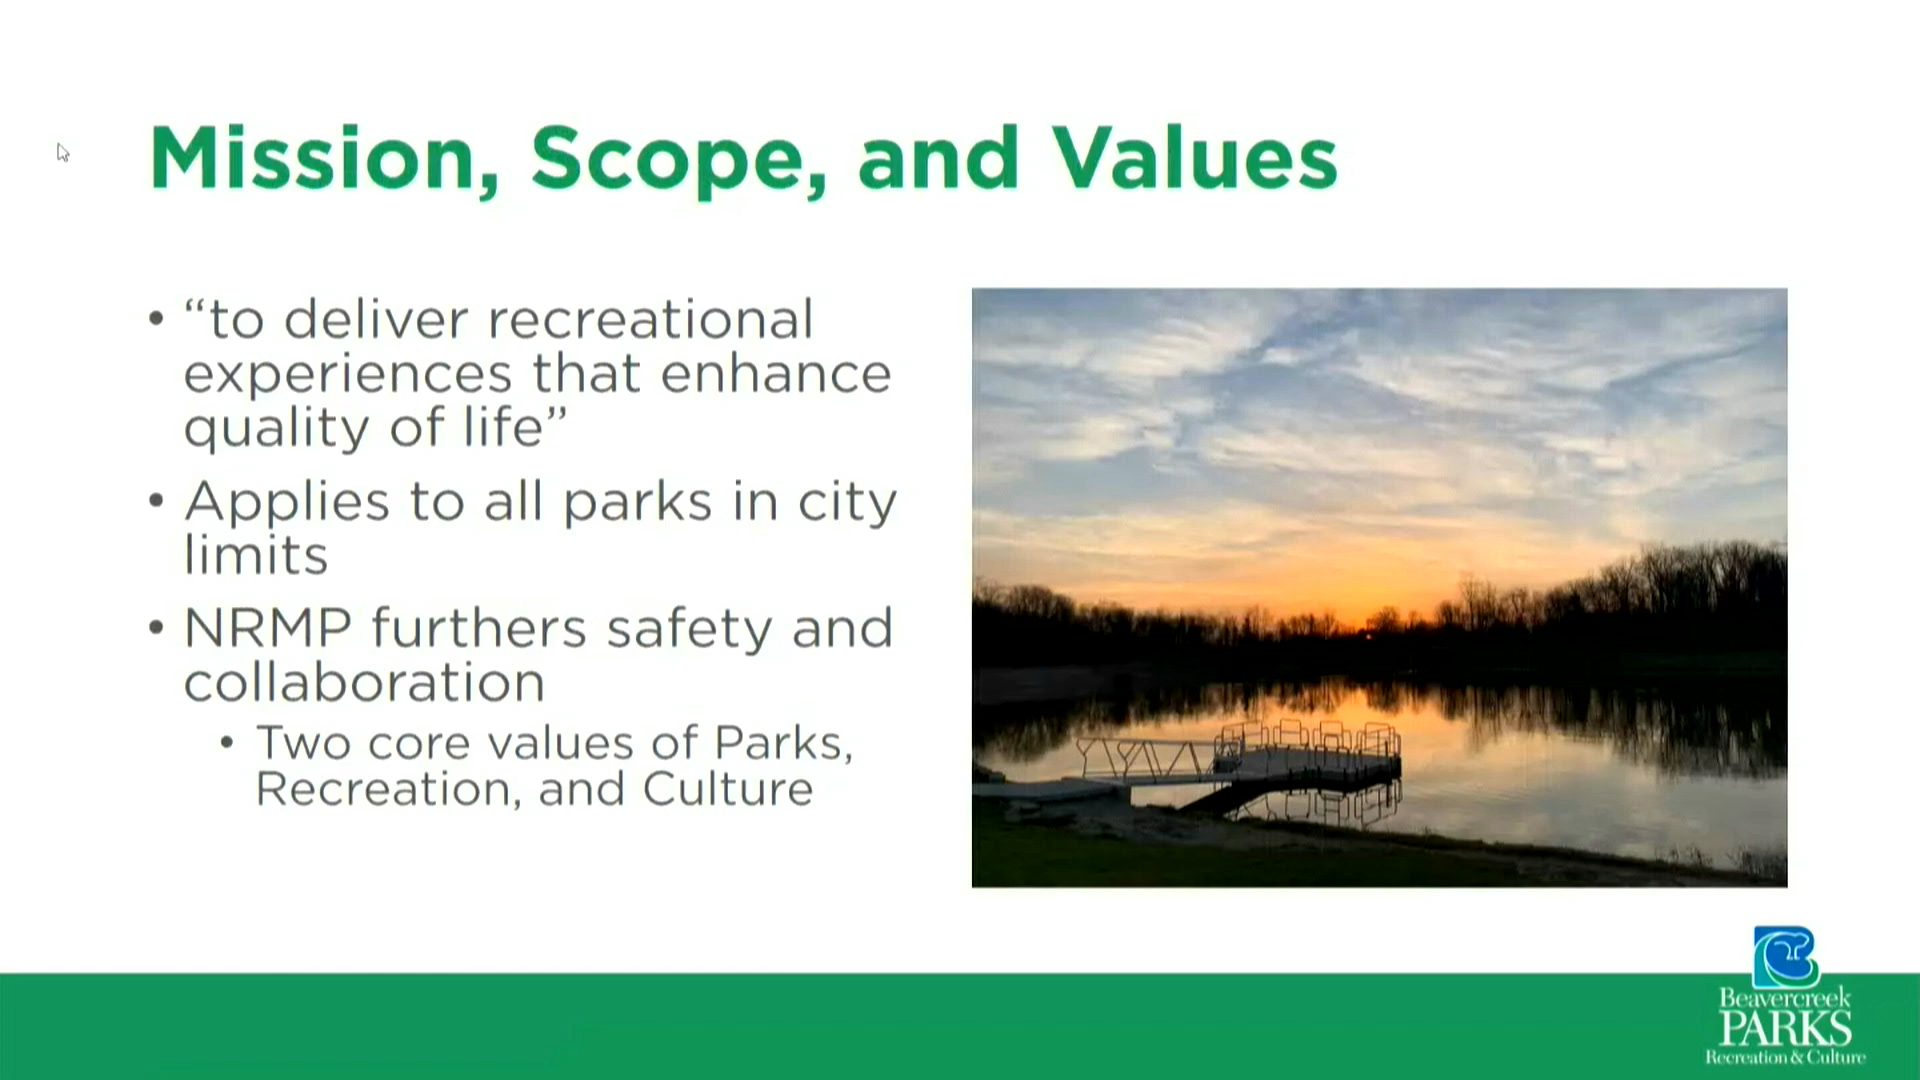 Mission, Scope, and Values
• “to deliver recreational
experiences that enhance
quality of life”
• Applies to all parks in city
limits
• NRMP furthers safety and
collaboration
• Two core values of Parks,
Recreation, and Culture
Beavercreek
PARKS
Recreation & Culture